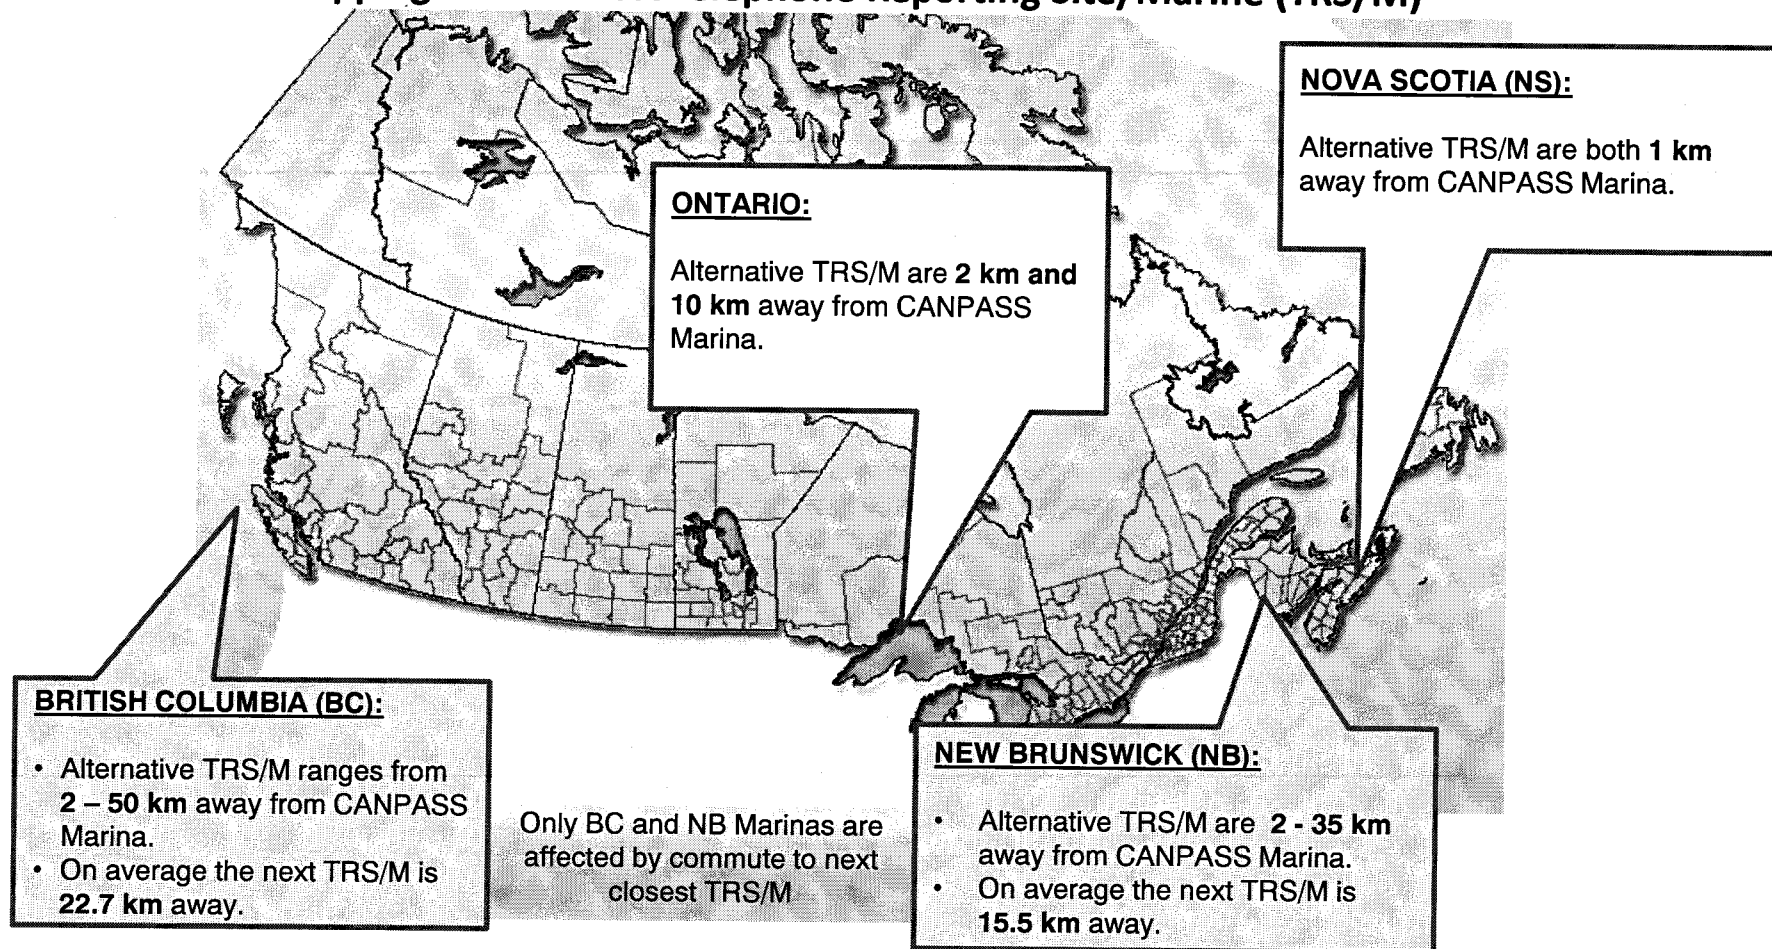 Reporting Site/Marine (TRS/M)
NOVA SCOTIA (NS):
Alternative TRS/M are both 1 km
away from CANPASS Marina.
ONTARIO:
Alternative TRS/M are 2 km and
10 km away from CANPASS
Marina.
BRITISH COLUMBIA (BC):
• Alternative TRS/M ranges from
2 – 50 km away from CANPASS
Marina.
• On average the next TRS/M is
22.7 km away.
Only BC and NB Marinas are
affected by commute to next
closest TRS/M
NEW BRUNSWICK (NB):
• Alternative TRS/M are 2 - 35 km
away from CANPASS Marina.
• On average the next TRS/M is
15.5 km away.